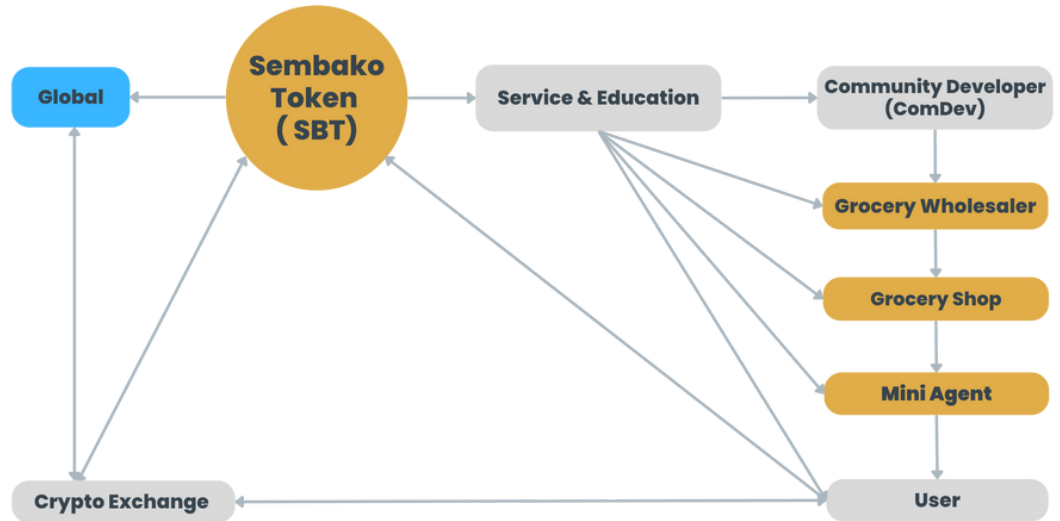 Global
Sembako
Token
( SBT)
Service & Education
Community Developer
(ComDev)
Grocery Wholesaler
Grocery Shop
Mini Agent
Crypto Exchange
User